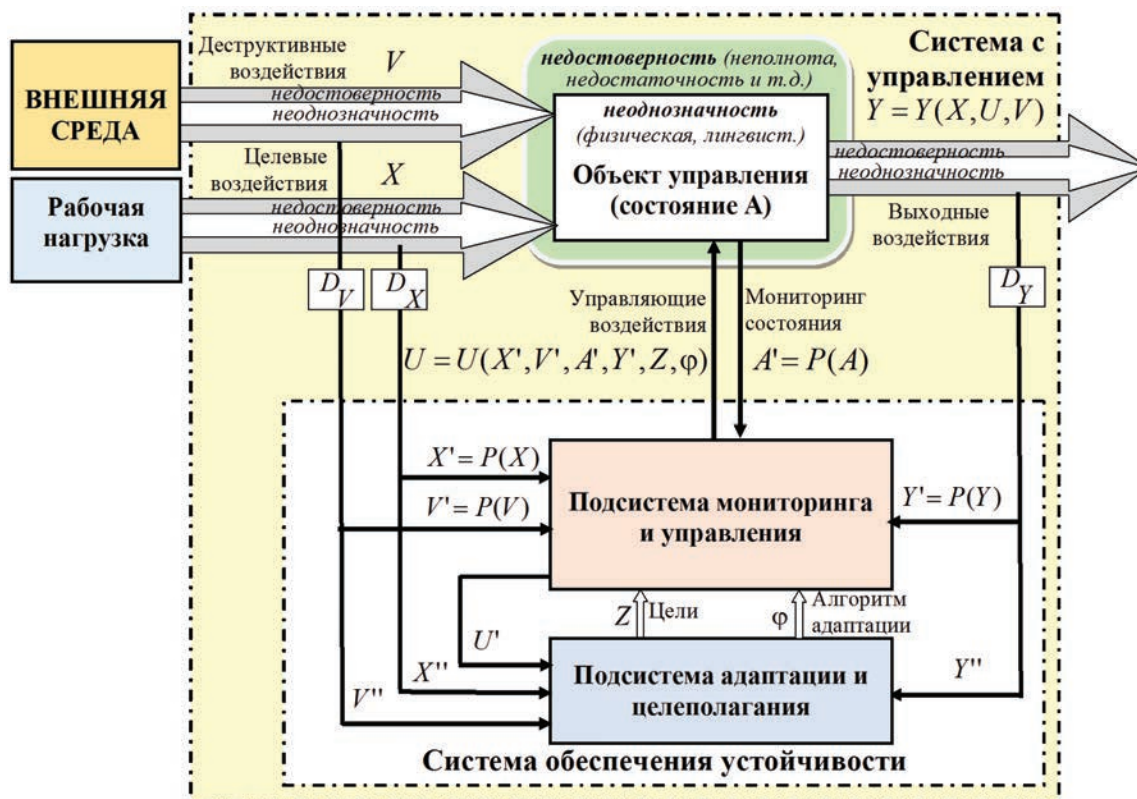 Деструктивные
воздействия
V
недостоверность
неоднозначность
ВНЕШНЯЯ
СРЕДА
Целевые
воздействия
X
недостоверность
неоднозначность
Рабочая
нагрузка
недостоверность (неполнота,
недостаточность и т.д.)
неоднозначность
(физическая, лингвист.)
Объект управления
(состояние А)
Система с
управлением
Y = Y(X,U,V)
недостоверность
неоднозначность
Выходные
воздействия
D_V
D_X
D_Y
Управляющие
воздействия
U = U(X',V',A',Y',Z,φ)
Мониторинг
состояния
A'= P(A)
X'= P(X)
V'= P(V)
Подсистема мониторинга
и управления
Y'= P(Y)
Z
Цели
φ
Алгоритм
адаптации
U'
X''
V''
Подсистема адаптации и
целеполагания
Y''
Система обеспечения устойчивости